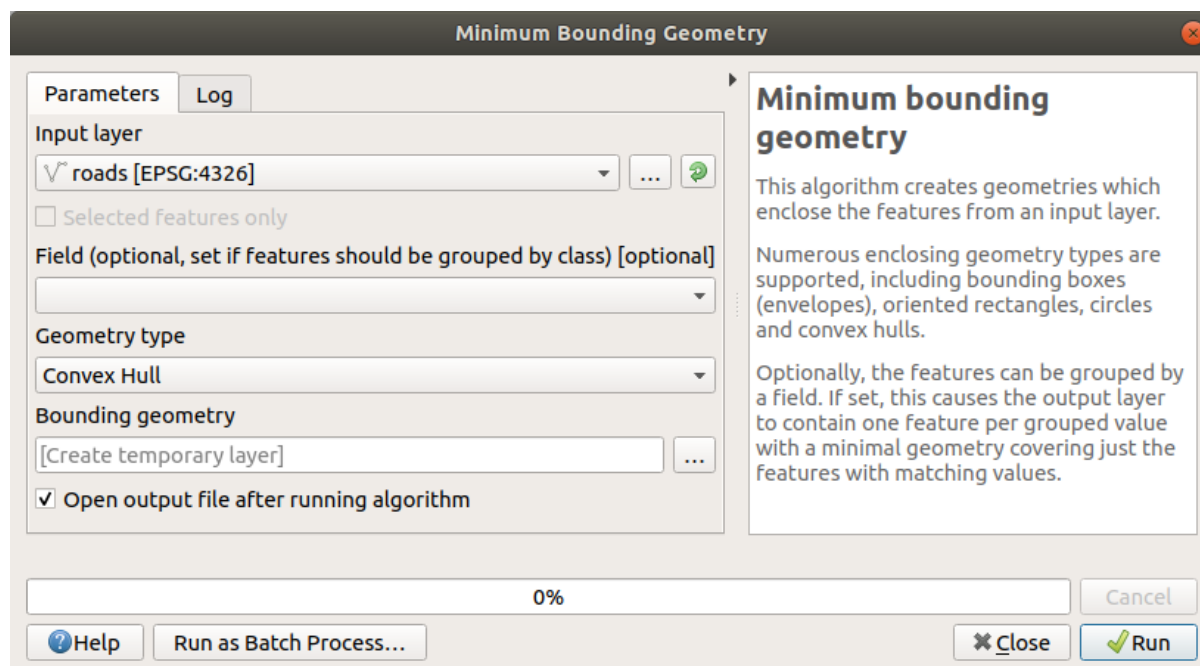 Minimum Bounding Geometry
Parameters
Log
Input layer
roads [EPSG:4326]
...
Selected features only
Field (optional, set if features should be grouped by class) [optional]
Geometry type
Convex Hull
Bounding geometry
[Create temporary layer]
...
Open output file after running algorithm
Minimum bounding
geometry
This algorithm creates geometries which
enclose the features from an input layer.
Numerous enclosing geometry types are
supported, including bounding boxes
(envelopes), oriented rectangles, circles
and convex hulls.
Optionally, the features can be grouped by
a field. If set, this causes the output layer
to contain one feature per grouped value
with a minimal geometry covering just the
features with matching values.
0%
Cancel
?Help
Run as Batch Process...
Close
Run